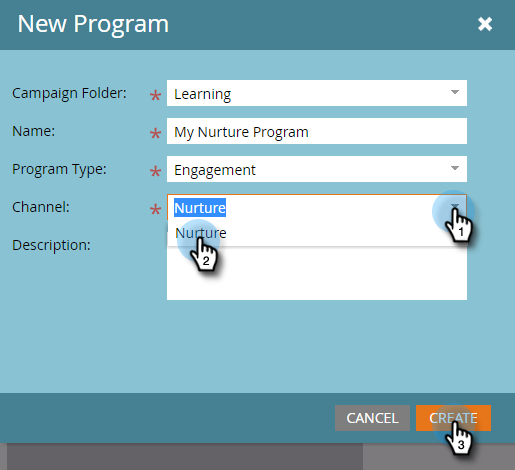 New Program
Campaign Folder: * Learning
Name: * My Nurture Program
Program Type: * Engagement
Channel: * Nurture
1
Nurture
2
Description:
CANCEL CREATE
3